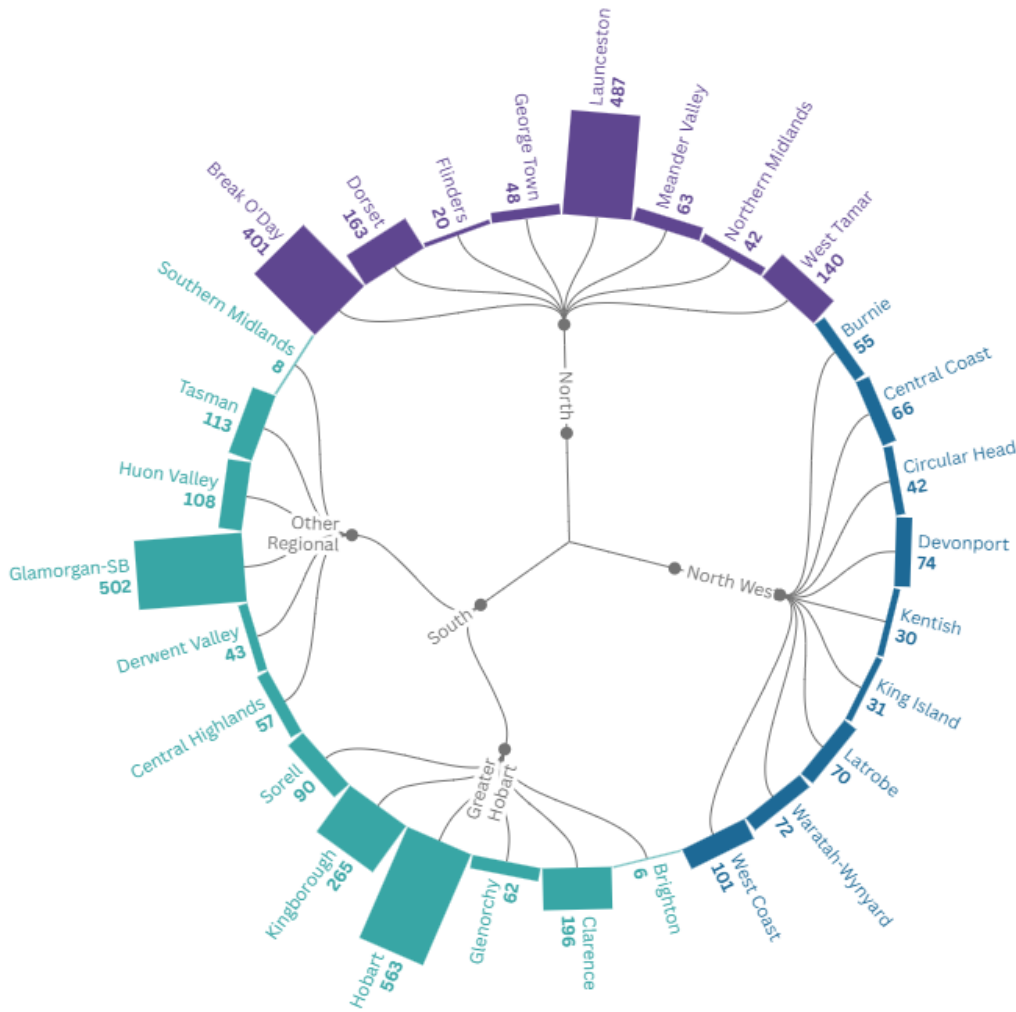 Launceston
487
Meander Valley
63
Northern Midlands
42
West Tamar
140
Burnie
55
Central Coast
66
Circular Head
42
Devonport
74
Kentish
30
King Island
31
Latrobe
70
Waratah-Wynyard
72
West Coast
101
Brighton
6
Clarence
196
Glenorchy
62
Hobart
563
Kingborough
265
Sorell
90
Central Highlands
57
Derwent Valley
43
Glamorgan-SB
502
Huon Valley
108
Tasman
113
Southern Midlands
8
Break O'Day
401
Dorset
163
Flinders
20
George Town
48
North
North Wes
South
Other
Regional
Greater
Hobart